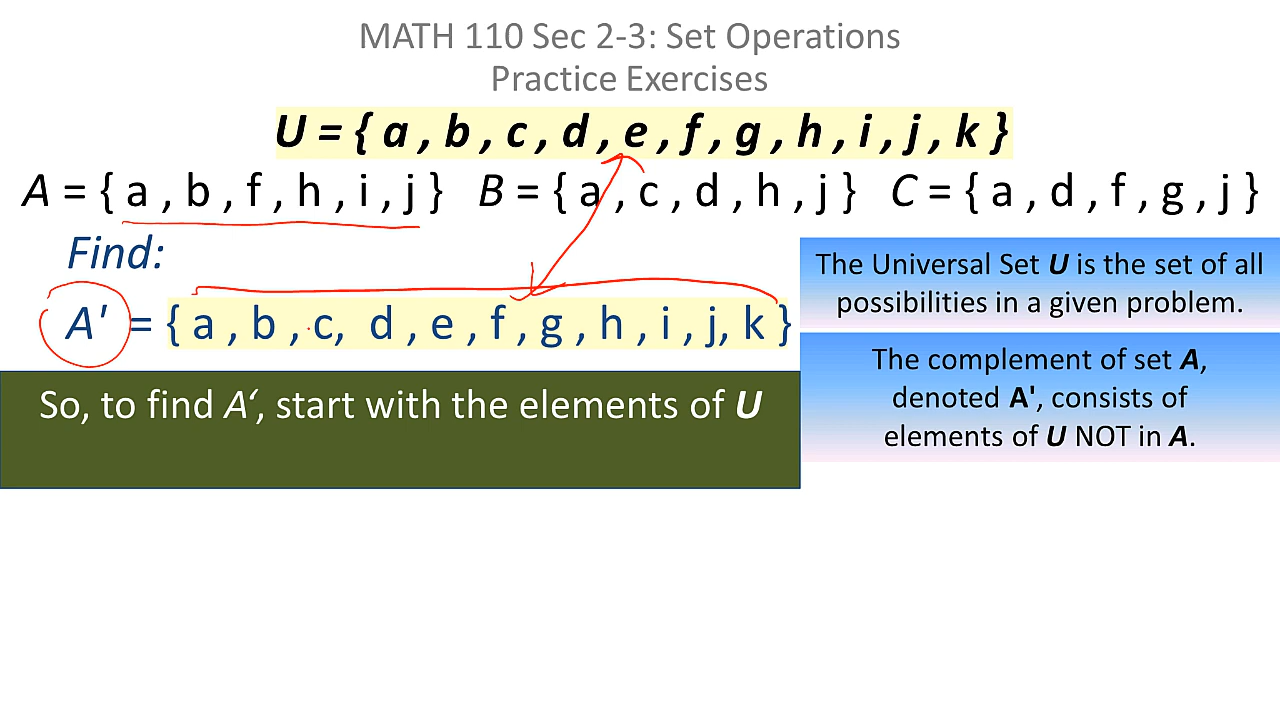 MATH 110 Sec 2-3: Set Operations
Practice Exercises
U = { a , b , c , d , e , f , g , h , i , j , k }
A = { a , b , f , h , i , j } B = { a , c , d , h , j } C = { a , d , f , g , j }
Find:
A' = { a , b , c, d , e , f , g , h , i , j, k }
The Universal Set U is the set of all
possibilities in a given problem.
The complement of set A,
denoted A', consists of
elements of U NOT in A.
So, to find A‘, start with the elements of U